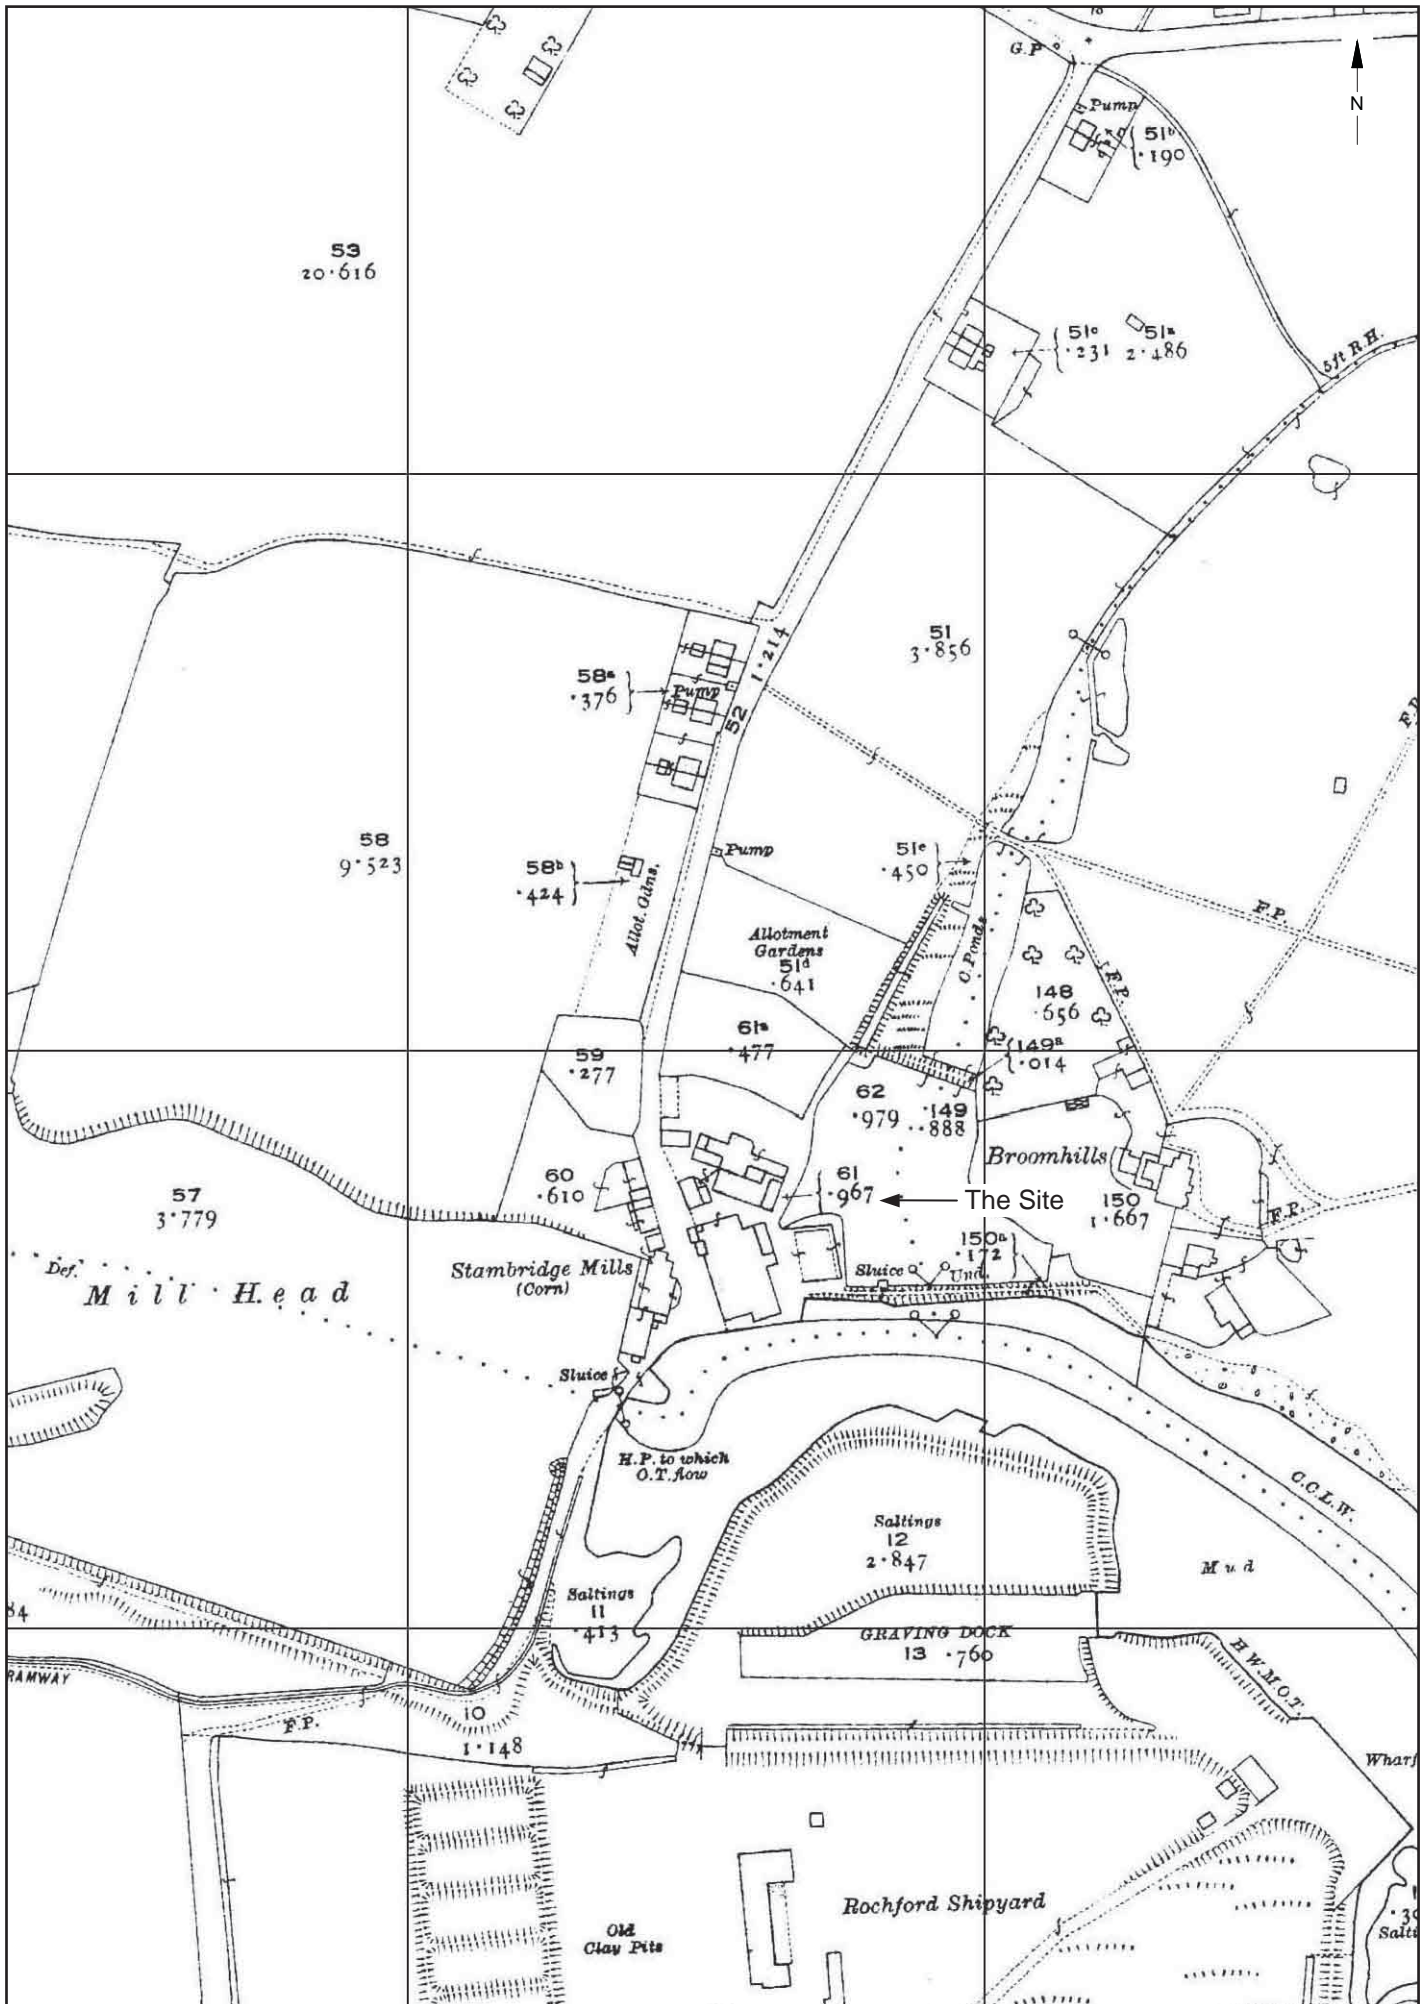 G.P
N
Pump
51b
.190
53
20.616
51c
.231
51a
2.486
5ft R.H.
51
3.856
1.214
52
58a
.376
Pump
F.P.
58
9.523
58b
.424
Allot. Gdns.
Pump
51e
.450
C. Ponds
F.P.
Allotment
Gardens
51d
.641
F.P.
148
.656
61a
.477
59
.277
149a
.014
62
.979
149
.888
Broomhills
57
3.779
60
.610
61
.967
The Site
150
1.667
F.P.
150a
.172
Def.
Mill Head
Stambridge Mills
(Corn)
Sluice
Und.
Sluice
H.P. to which
O.T. flow
C.C.L.W.
Saltings
12
2.847
Mud
Saltings
11
.413
84
GRAVING DOCK
13 .760
H.W.M.O.T.
RAMWAY
F.P.
10
1.148
Wharf
Rochford Shipyard
Old
Clay Pits
Salti